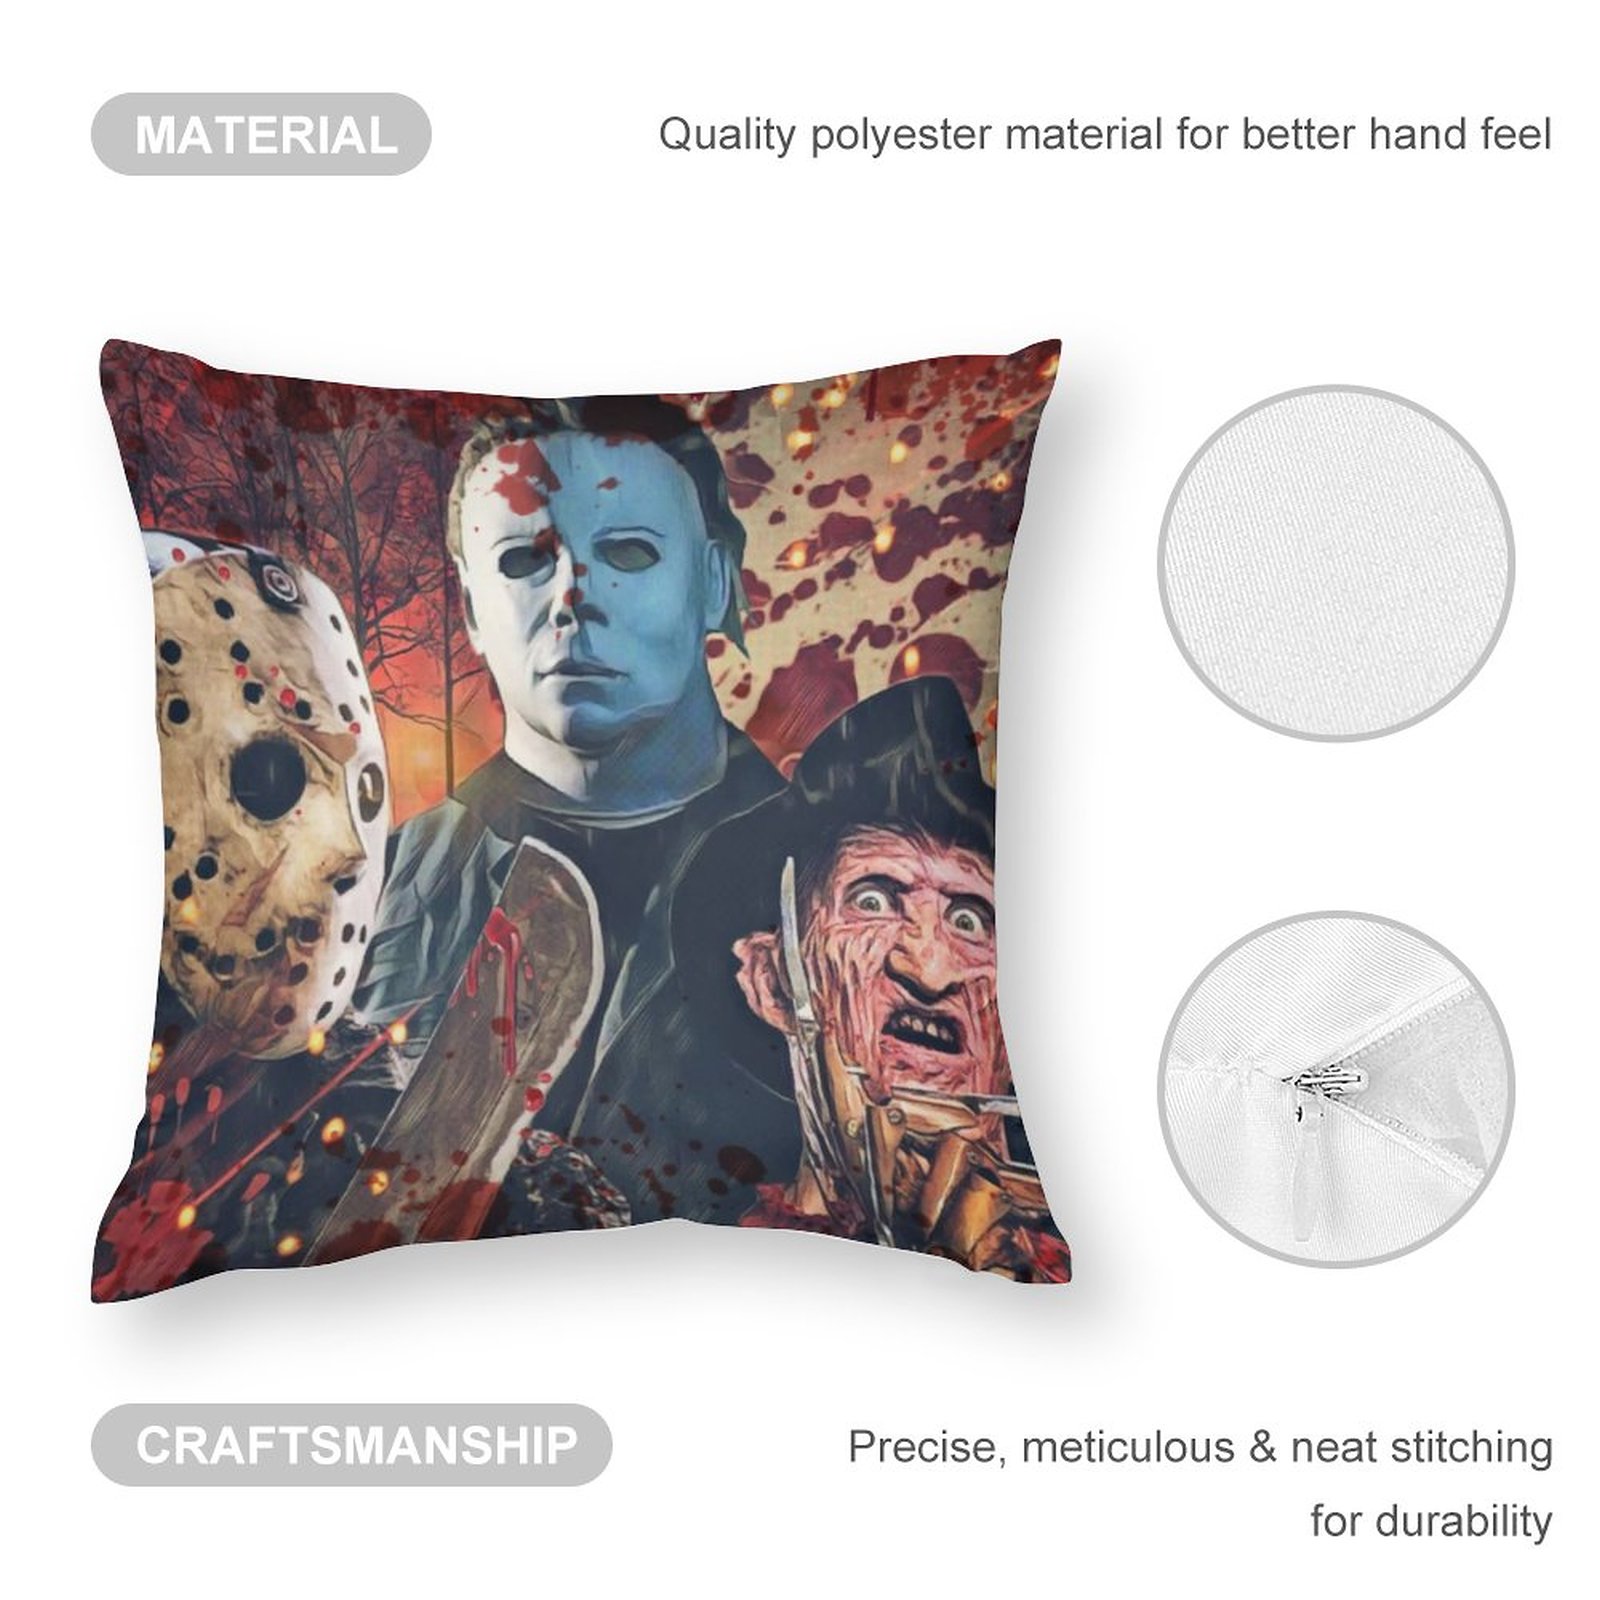 MATERIAL
Quality polyester material for better hand feel
CRAFTSMANSHIP
Precise, meticulous & neat stitching
for durability